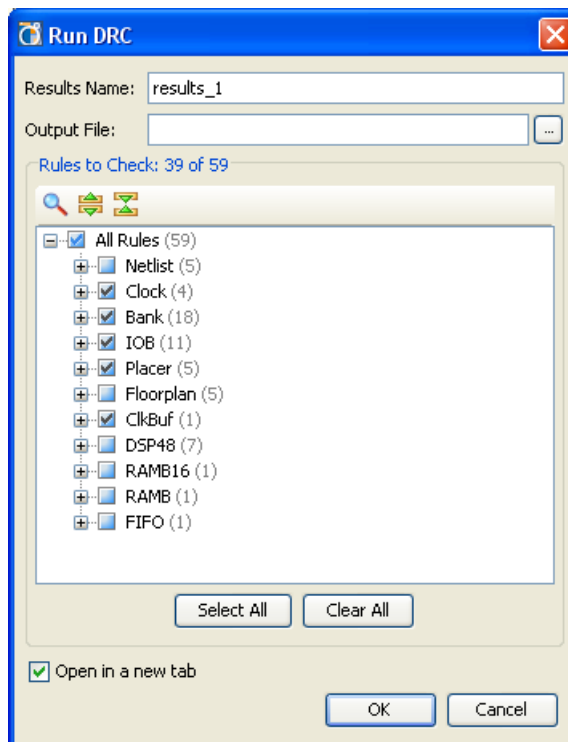 Run DRC
Results Name: results_1
Output File: ...
Rules to Check: 39 of 59
All Rules (59)
Netlist (5)
Clock (4)
Bank (18)
IOB (11)
Placer (5)
Floorplan (5)
ClkBuf (1)
DSP48 (7)
RAMB16 (1)
RAMB (1)
FIFO (1)
Select All Clear All
Open in a new tab
OK Cancel